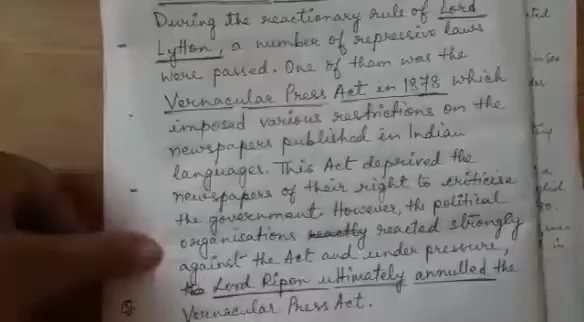 During the reactionary rule of Lord
Lytton, a number of repressive laws
were passed. One of them was the
Vernacular Press Act in 1878 which
imposed various restrictions on the
newspapers published in Indian
languages. This Act deprived the
newspapers of their right to criticise
the government. However, the political
organisations reactly reacted strongly
against the Act and under pressure,
to Lord Ripon ultimately annulled the
Vernacular Press Act.
Q.